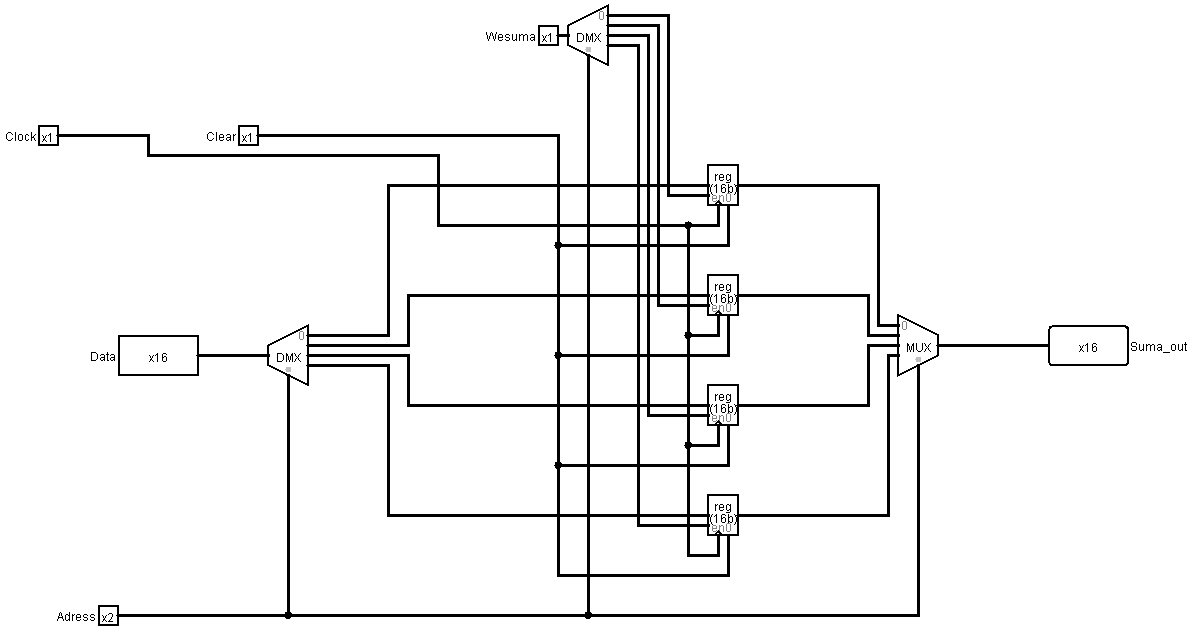 Wesuma x1
0
DMX
Clock x1
Clear x1
reg
(16b)
en0
reg
(16b)
en0
Data x16
0
DMX
0
MUX
x16 Suma_out
reg
(16b)
en0
reg
(16b)
en0
Adress x2